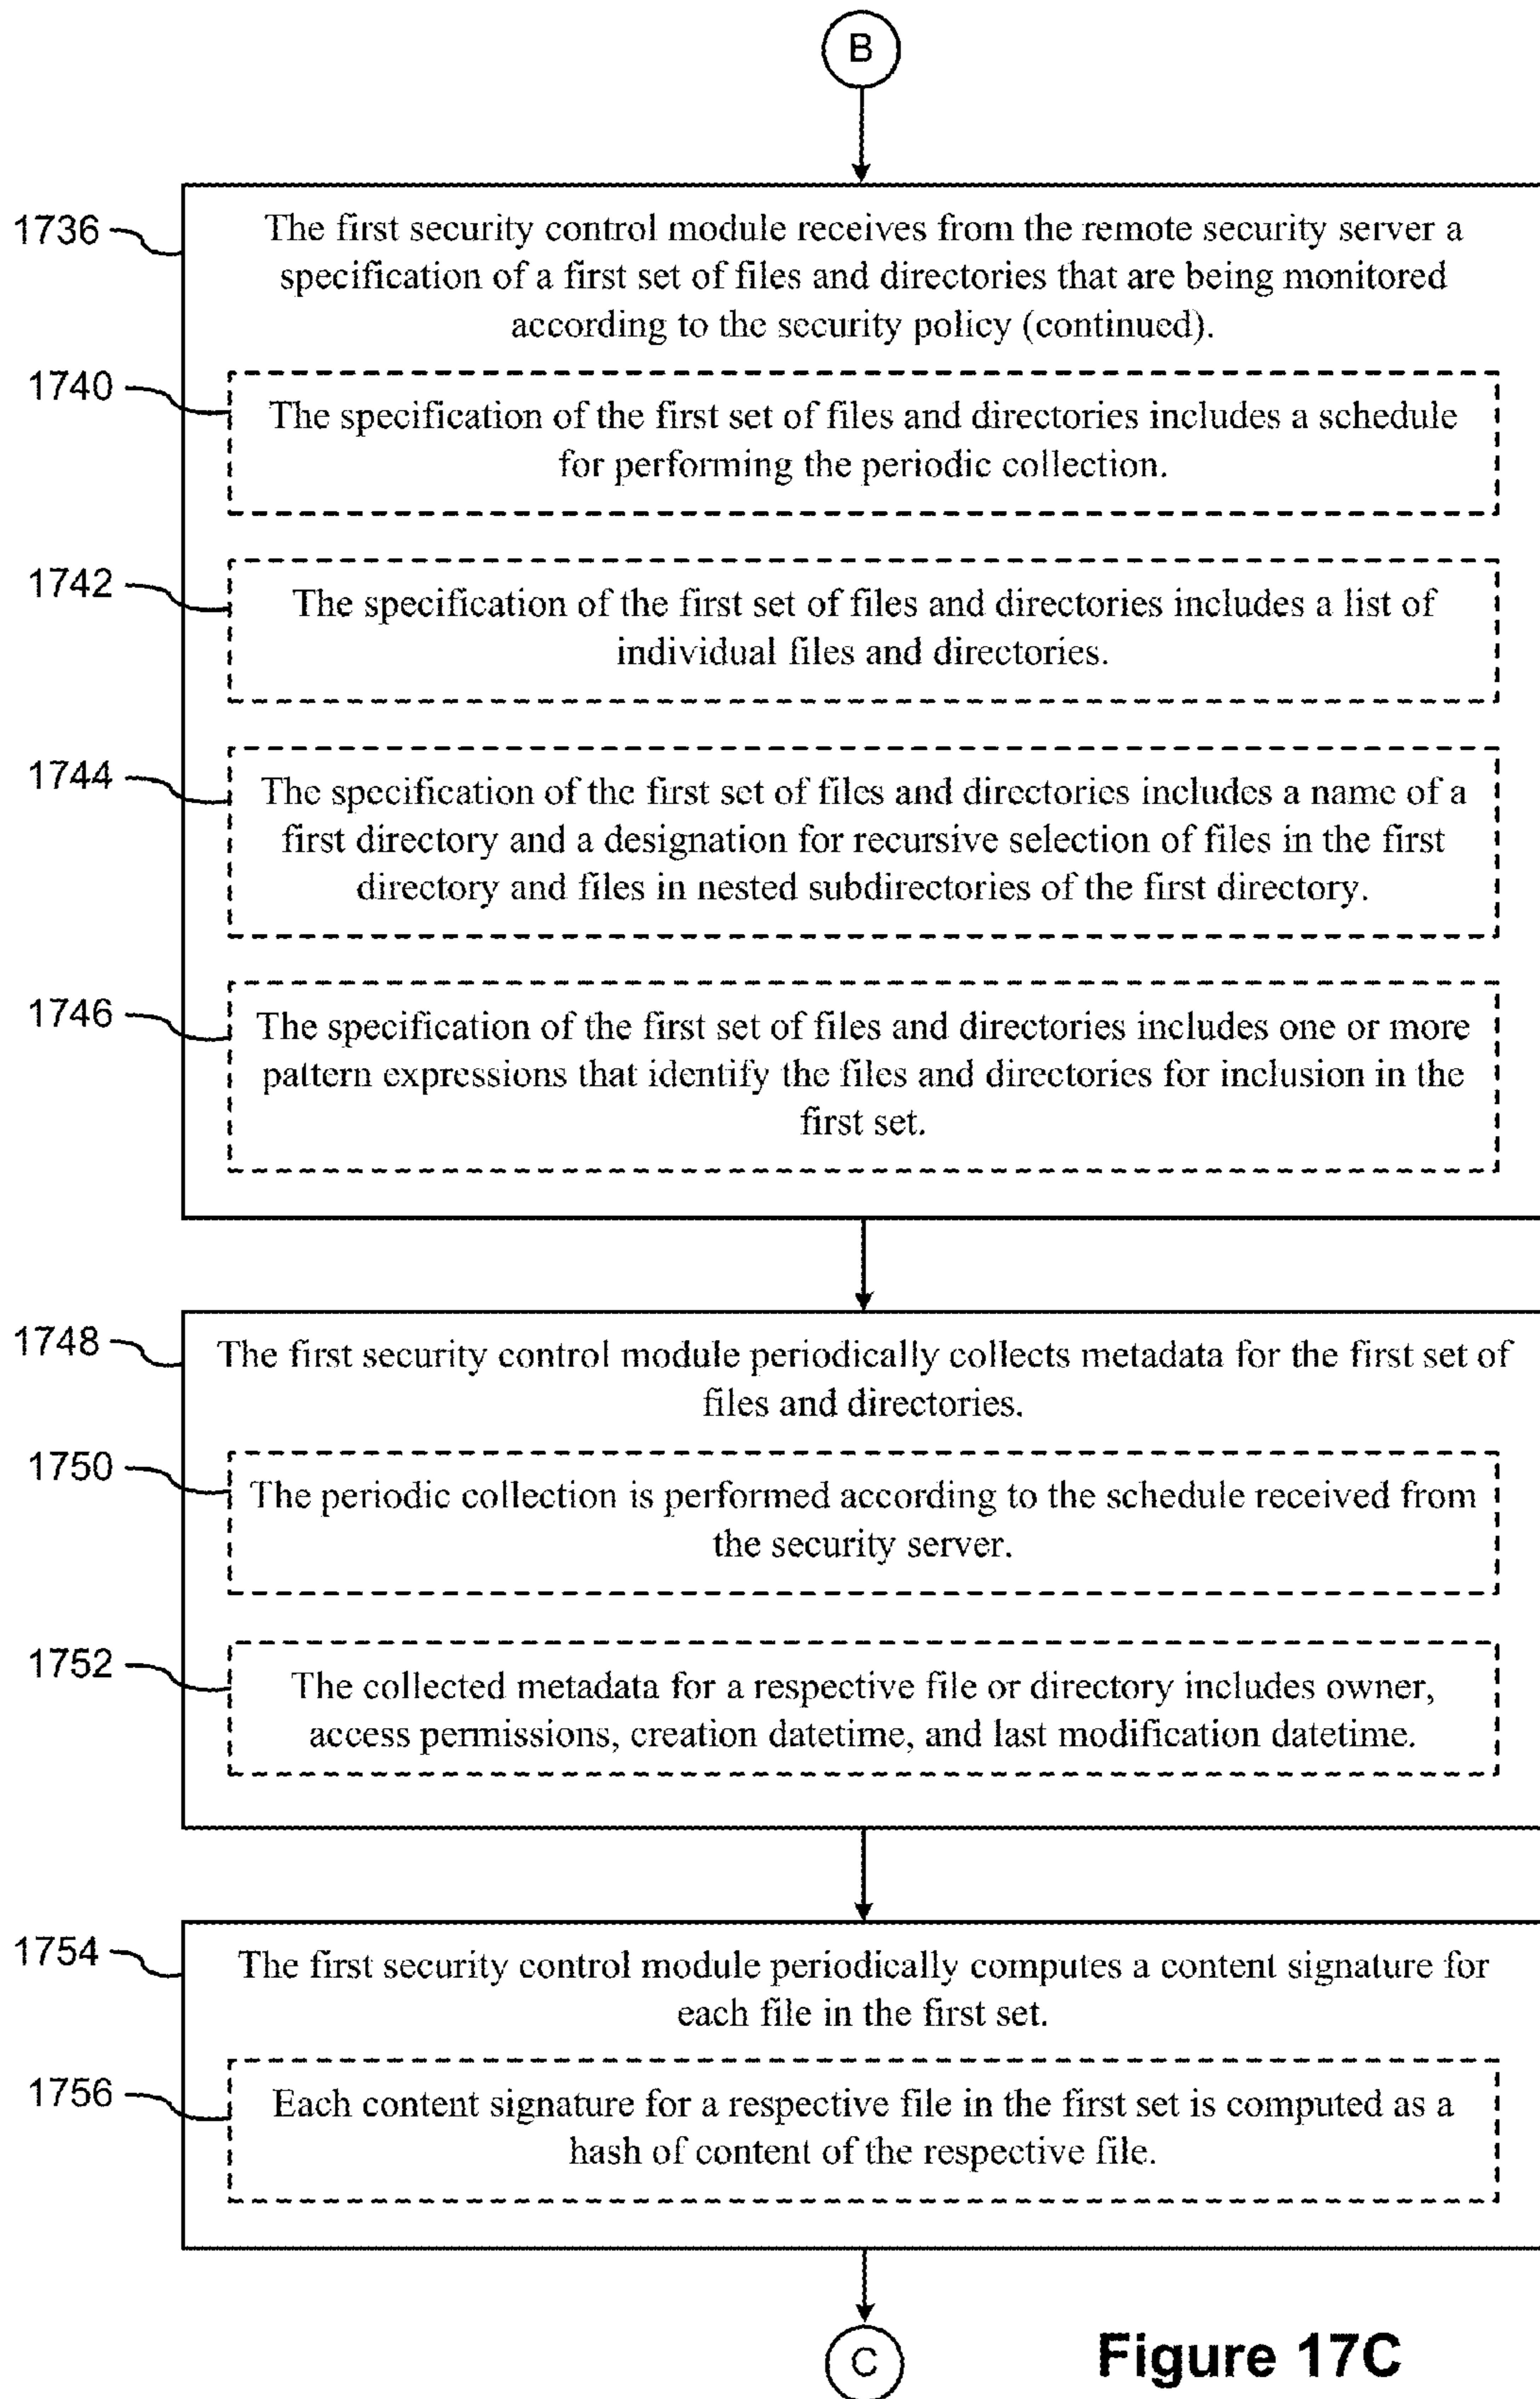 B
1736
The first security control module receives from the remote security server a
specification of a first set of files and directories that are being monitored
according to the security policy (continued).
1740
The specification of the first set of files and directories includes a schedule
for performing the periodic collection.
1742
The specification of the first set of files and directories includes a list of
individual files and directories.
1744
The specification of the first set of files and directories includes a name of a
first directory and a designation for recursive selection of files in the first
directory and files in nested subdirectories of the first directory.
1746
The specification of the first set of files and directories includes one or more
pattern expressions that identify the files and directories for inclusion in the
first set.
1748
The first security control module periodically collects metadata for the first set of
files and directories.
1750
The periodic collection is performed according to the schedule received from
the security server.
1752
The collected metadata for a respective file or directory includes owner,
access permissions, creation datetime, and last modification datetime.
1754
The first security control module periodically computes a content signature for
each file in the first set.
1756
Each content signature for a respective file in the first set is computed as a
hash of content of the respective file.
C
Figure 17C